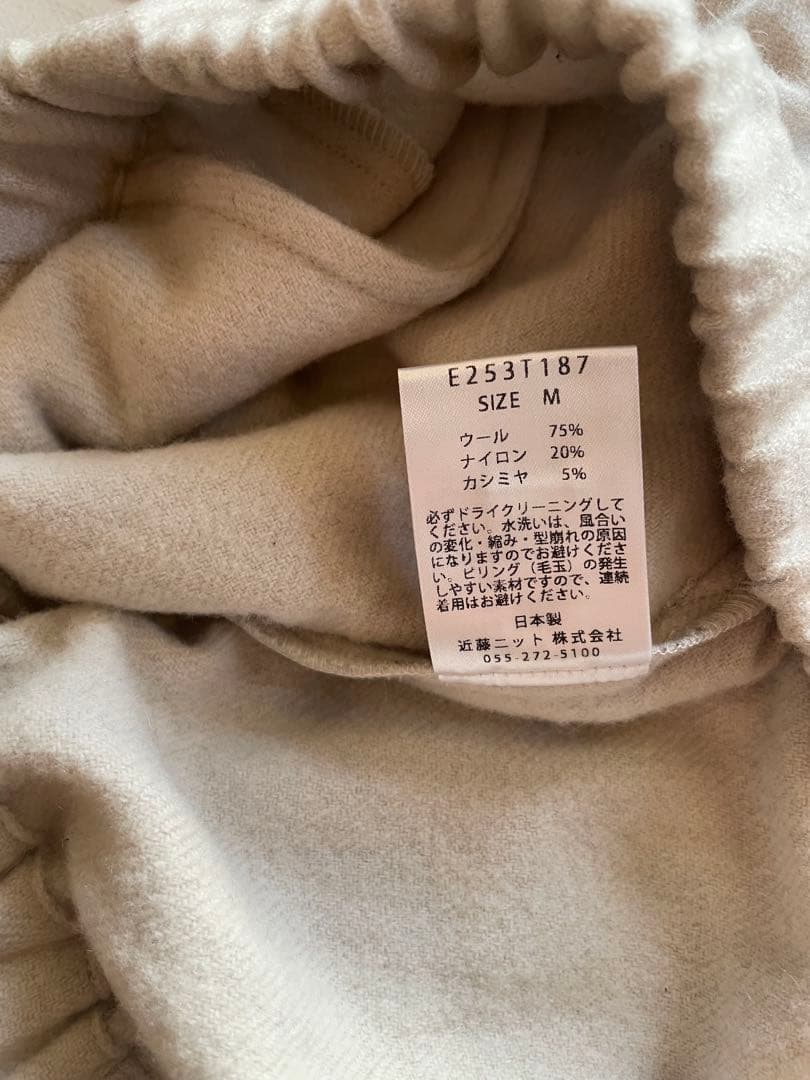 E253T187
SIZE M
ウール 75%
ナイロン 20%
カシミヤ 5%
必ずドライクリーニングして
ください。水洗いは、風合い
の変化・縮み・型崩れの原因
になりますのでお避けくださ
い。ピリング（毛玉）の発生
しやすい素材ですので、連続
着用はお避けください。
日本製
近藤ニット 株式会社
055-272-5100